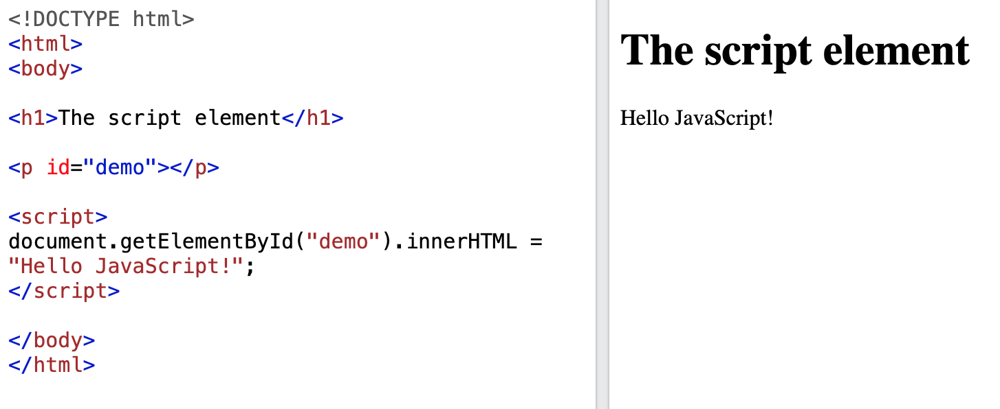 <!DOCTYPE html>
<html>
<body>
<h1>The script element</h1>
<p id="demo"></p>
<script>
document.getElementById("demo").innerHTML =
"Hello JavaScript!";
</script>
</body>
</html>
The script element
Hello JavaScript!